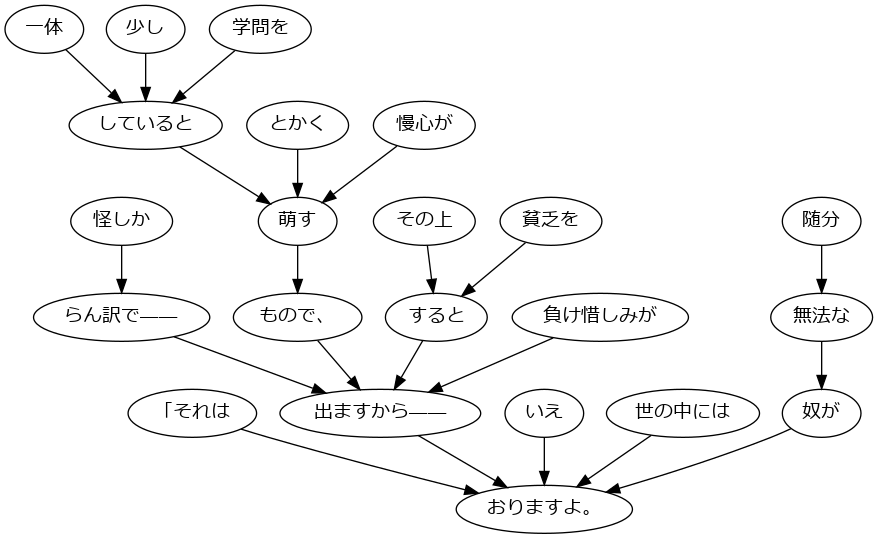 一体 少し 学問を
していると とかく 慢心が
怪しか 萌す その上 貧乏を 随分
らん訳で―― もので、 すると 負け惜しみが 無法な
「それは 出ますから―― いえ 世の中には 奴が
おりますよ。